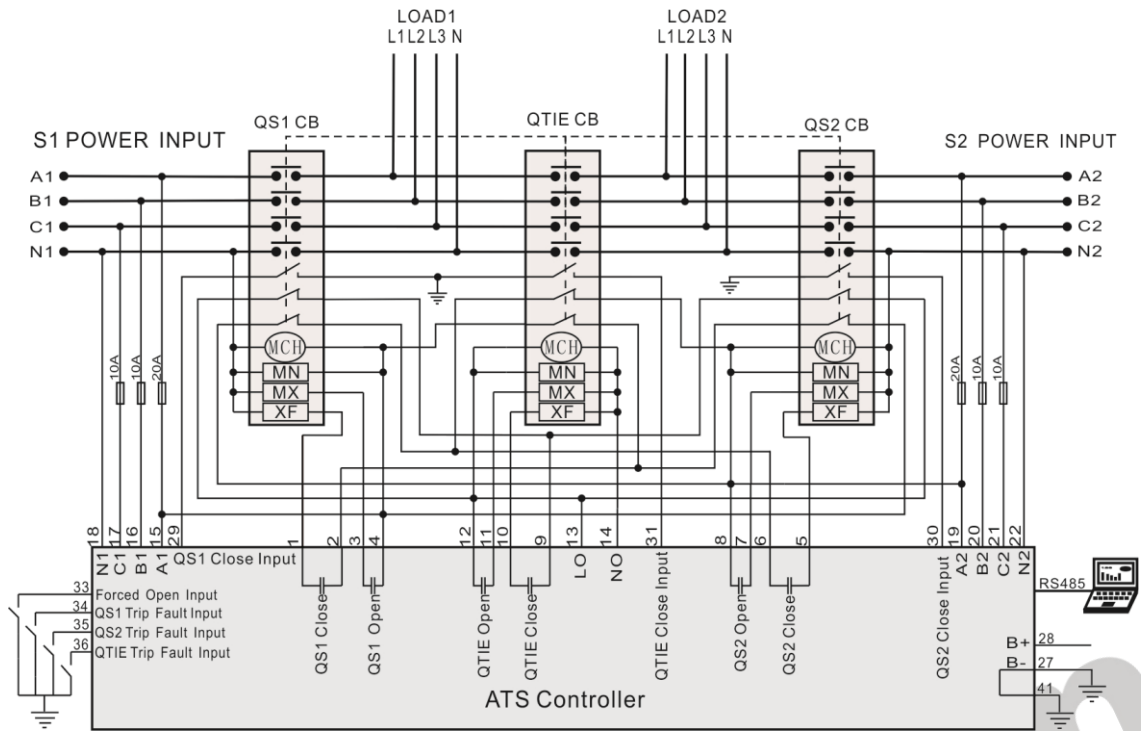 LOAD1 LOAD2
L1 L2 L3 N L1 L2 L3 N
QS1 CB QTIE CB QS2 CB
S1 POWER INPUT S2 POWER INPUT
A1 A2
B1 B2
C1 C2
N1 N2
MCH MCH MCH
MN MN MN
MX MX MX
XF XF XF
10A 10A 20A 20A 10A 10A
18 17 16 15 29 1 2 3 4 12 11 10 9 13 14 31 8 7 6 5 30 19 20 21 22
N1 C1 B1 A1 QS1 Close Input LO NO A2 B2 C2 N2
QS1 Close QS1 Open QTIE Open QTIE Close QTIE Close Input QS2 Open QS2 Close QS2 Close Input
33 Forced Open Input
34 QS1 Trip Fault Input
35 QS2 Trip Fault Input
36 QTIE Trip Fault Input
RS485
B+ 28
B- 27
41
ATS Controller